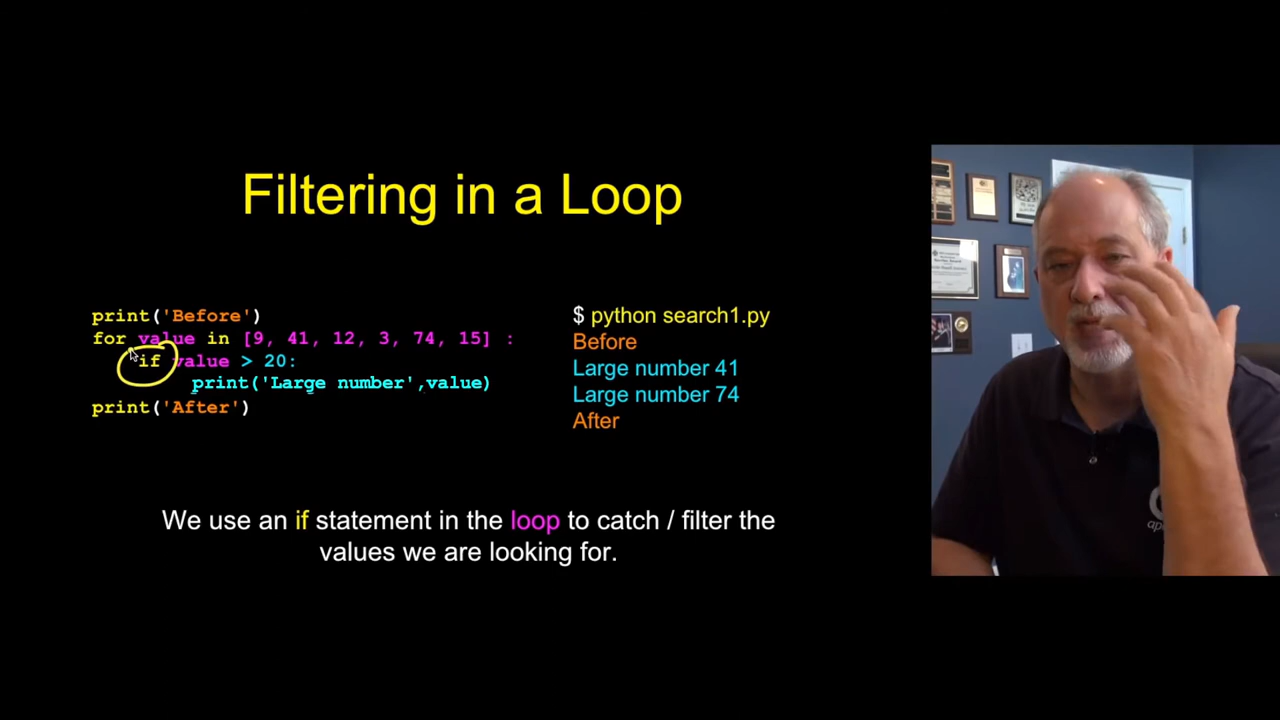 Filtering in a Loop
print('Before')
for value in [9, 41, 12, 3, 74, 15] :
if value > 20:
print('Large number',value)
print('After')
$ python search1.py
Before
Large number 41
Large number 74
After
We use an if statement in the loop to catch / filter the
values we are looking for.